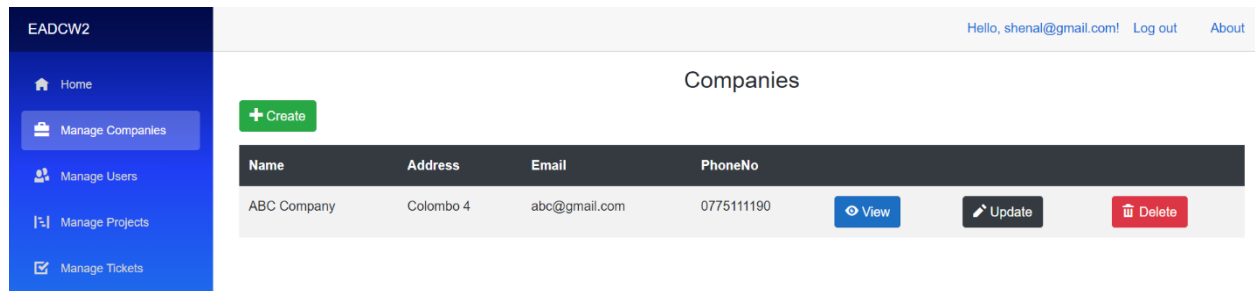 EADCW2
Hello, shenal@gmail.com! Log out About
Home
Manage Companies
Manage Users
Manage Projects
Manage Tickets
Companies
Create
Name Address Email PhoneNo
ABC Company Colombo 4 abc@gmail.com 0775111190 View Update Delete